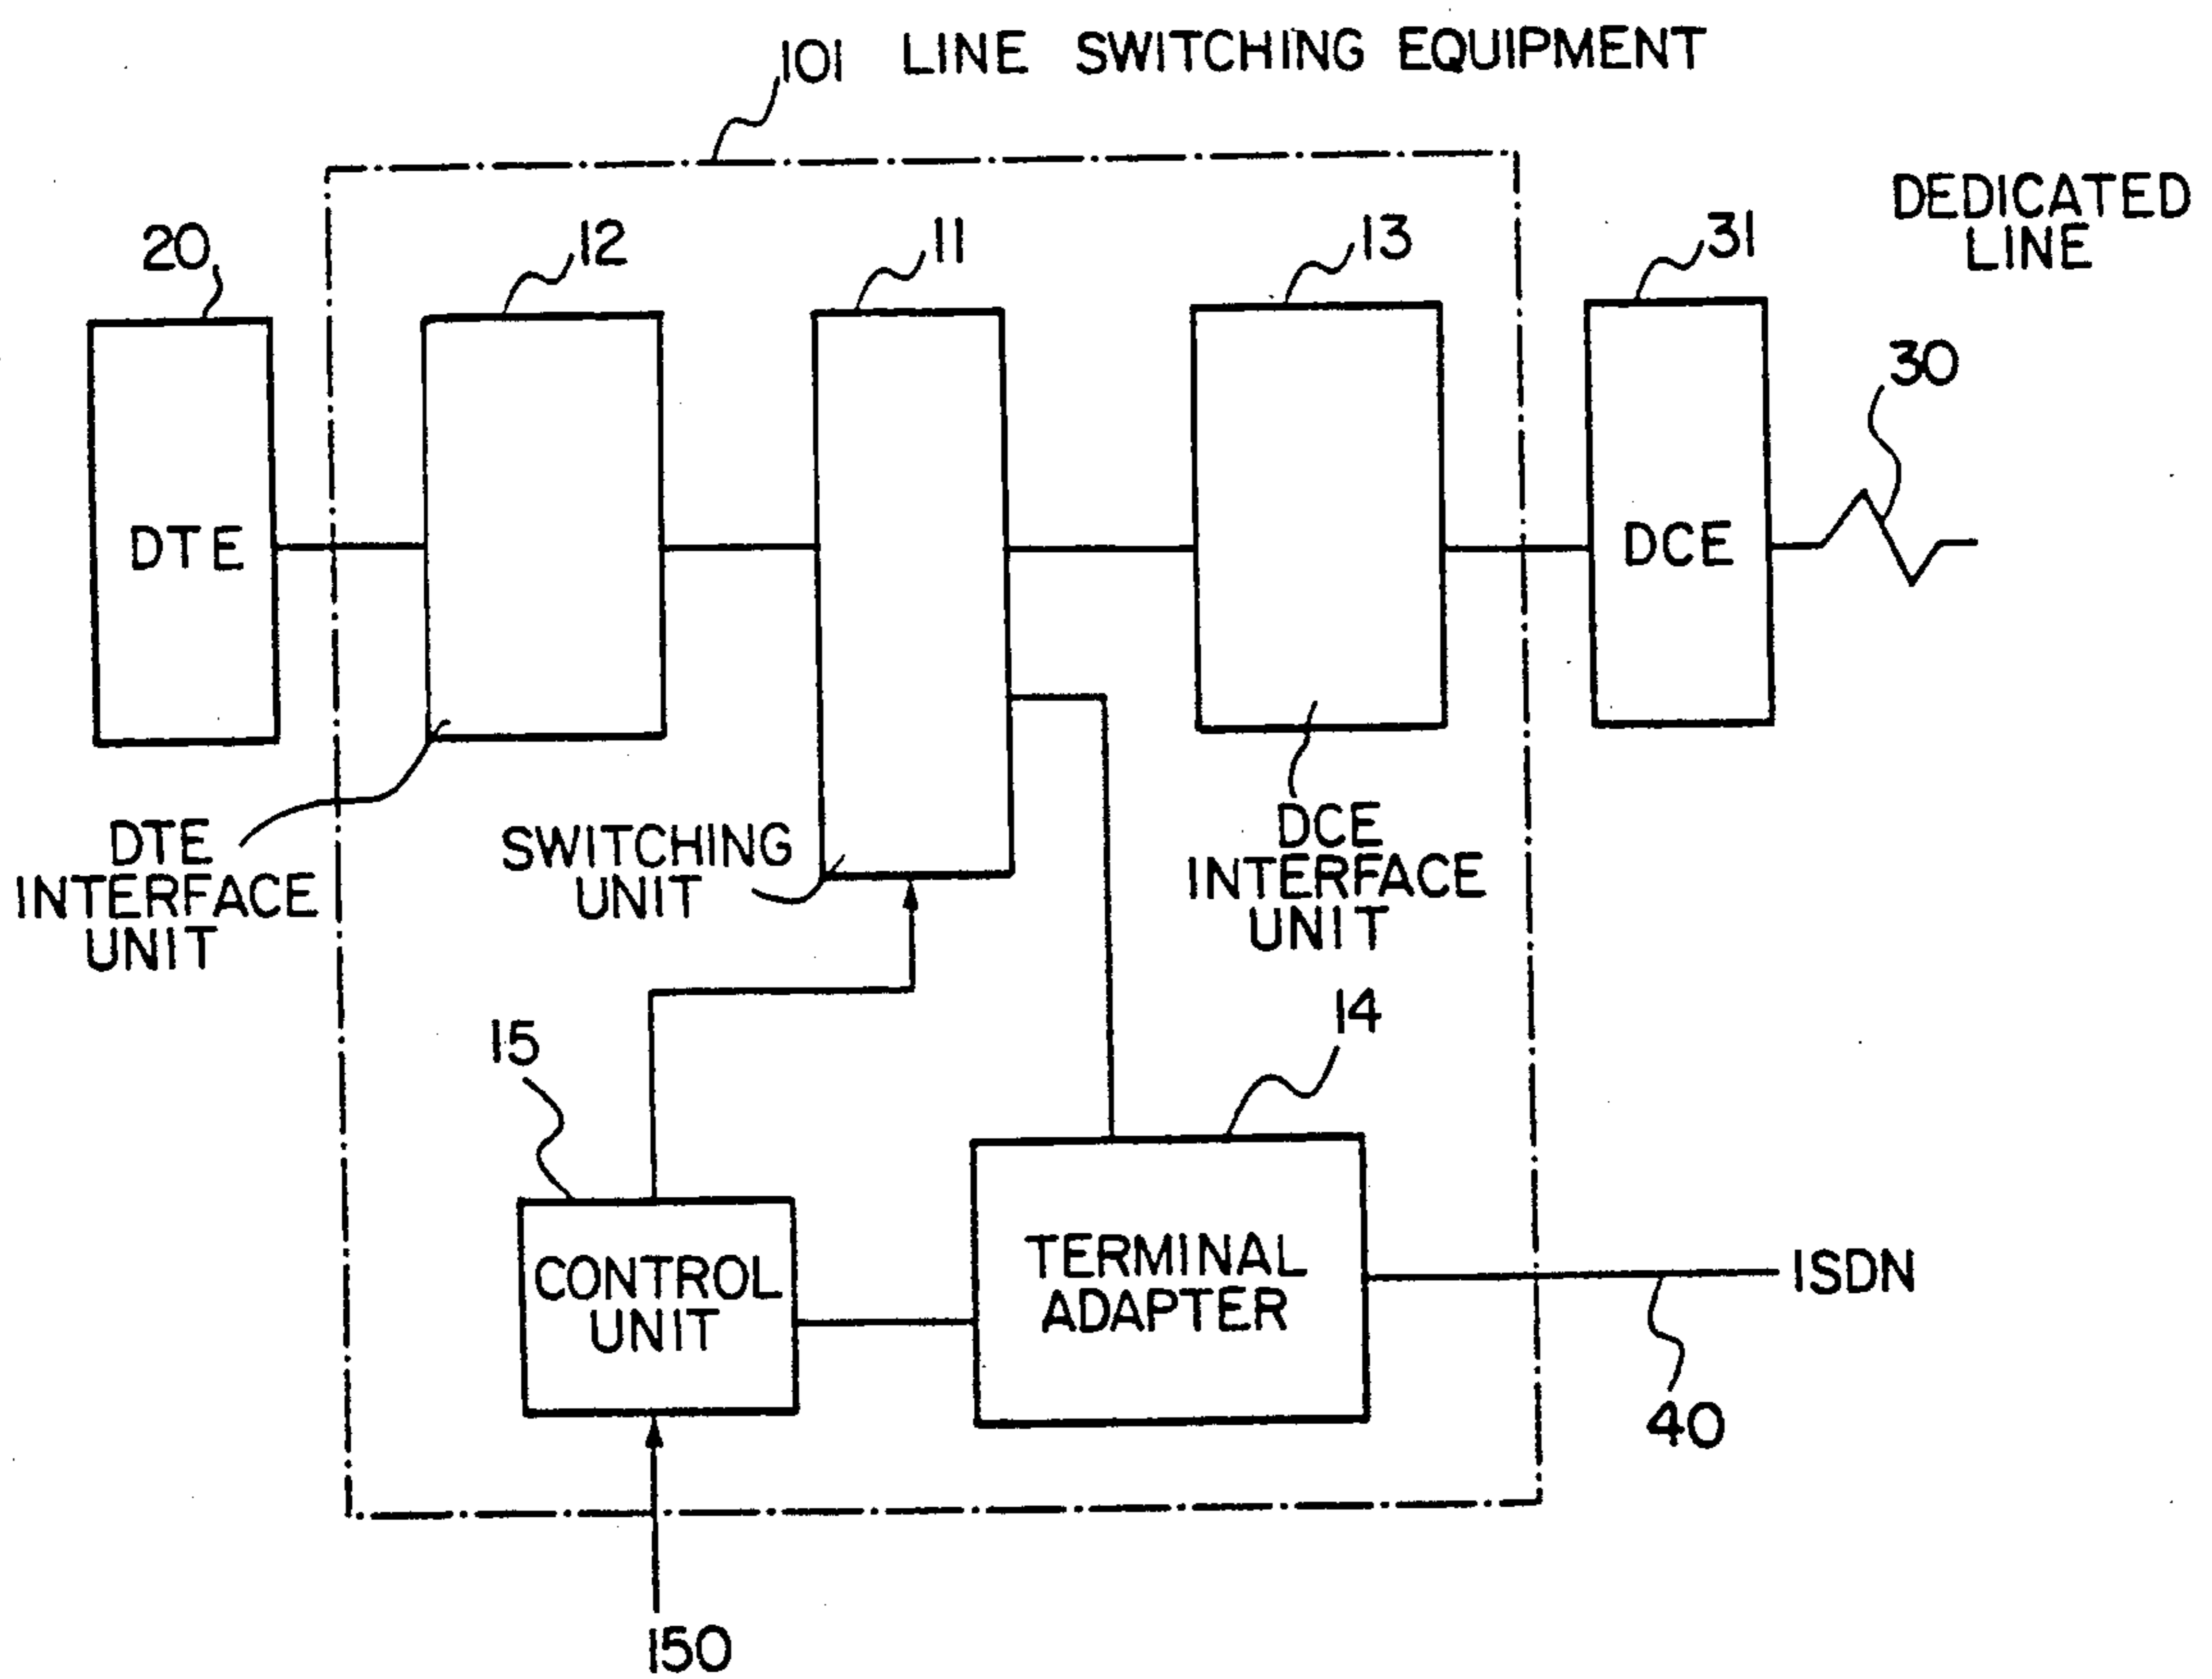 101 LINE SWITCHING EQUIPMENT
DEDICATED
LINE
20
12
11
13
31
30
DTE
DCE
DTE
INTERFACE
UNIT
SWITCHING
UNIT
DCE
INTERFACE
UNIT
15
14
CONTROL
UNIT
TERMINAL
ADAPTER
ISDN
40
150